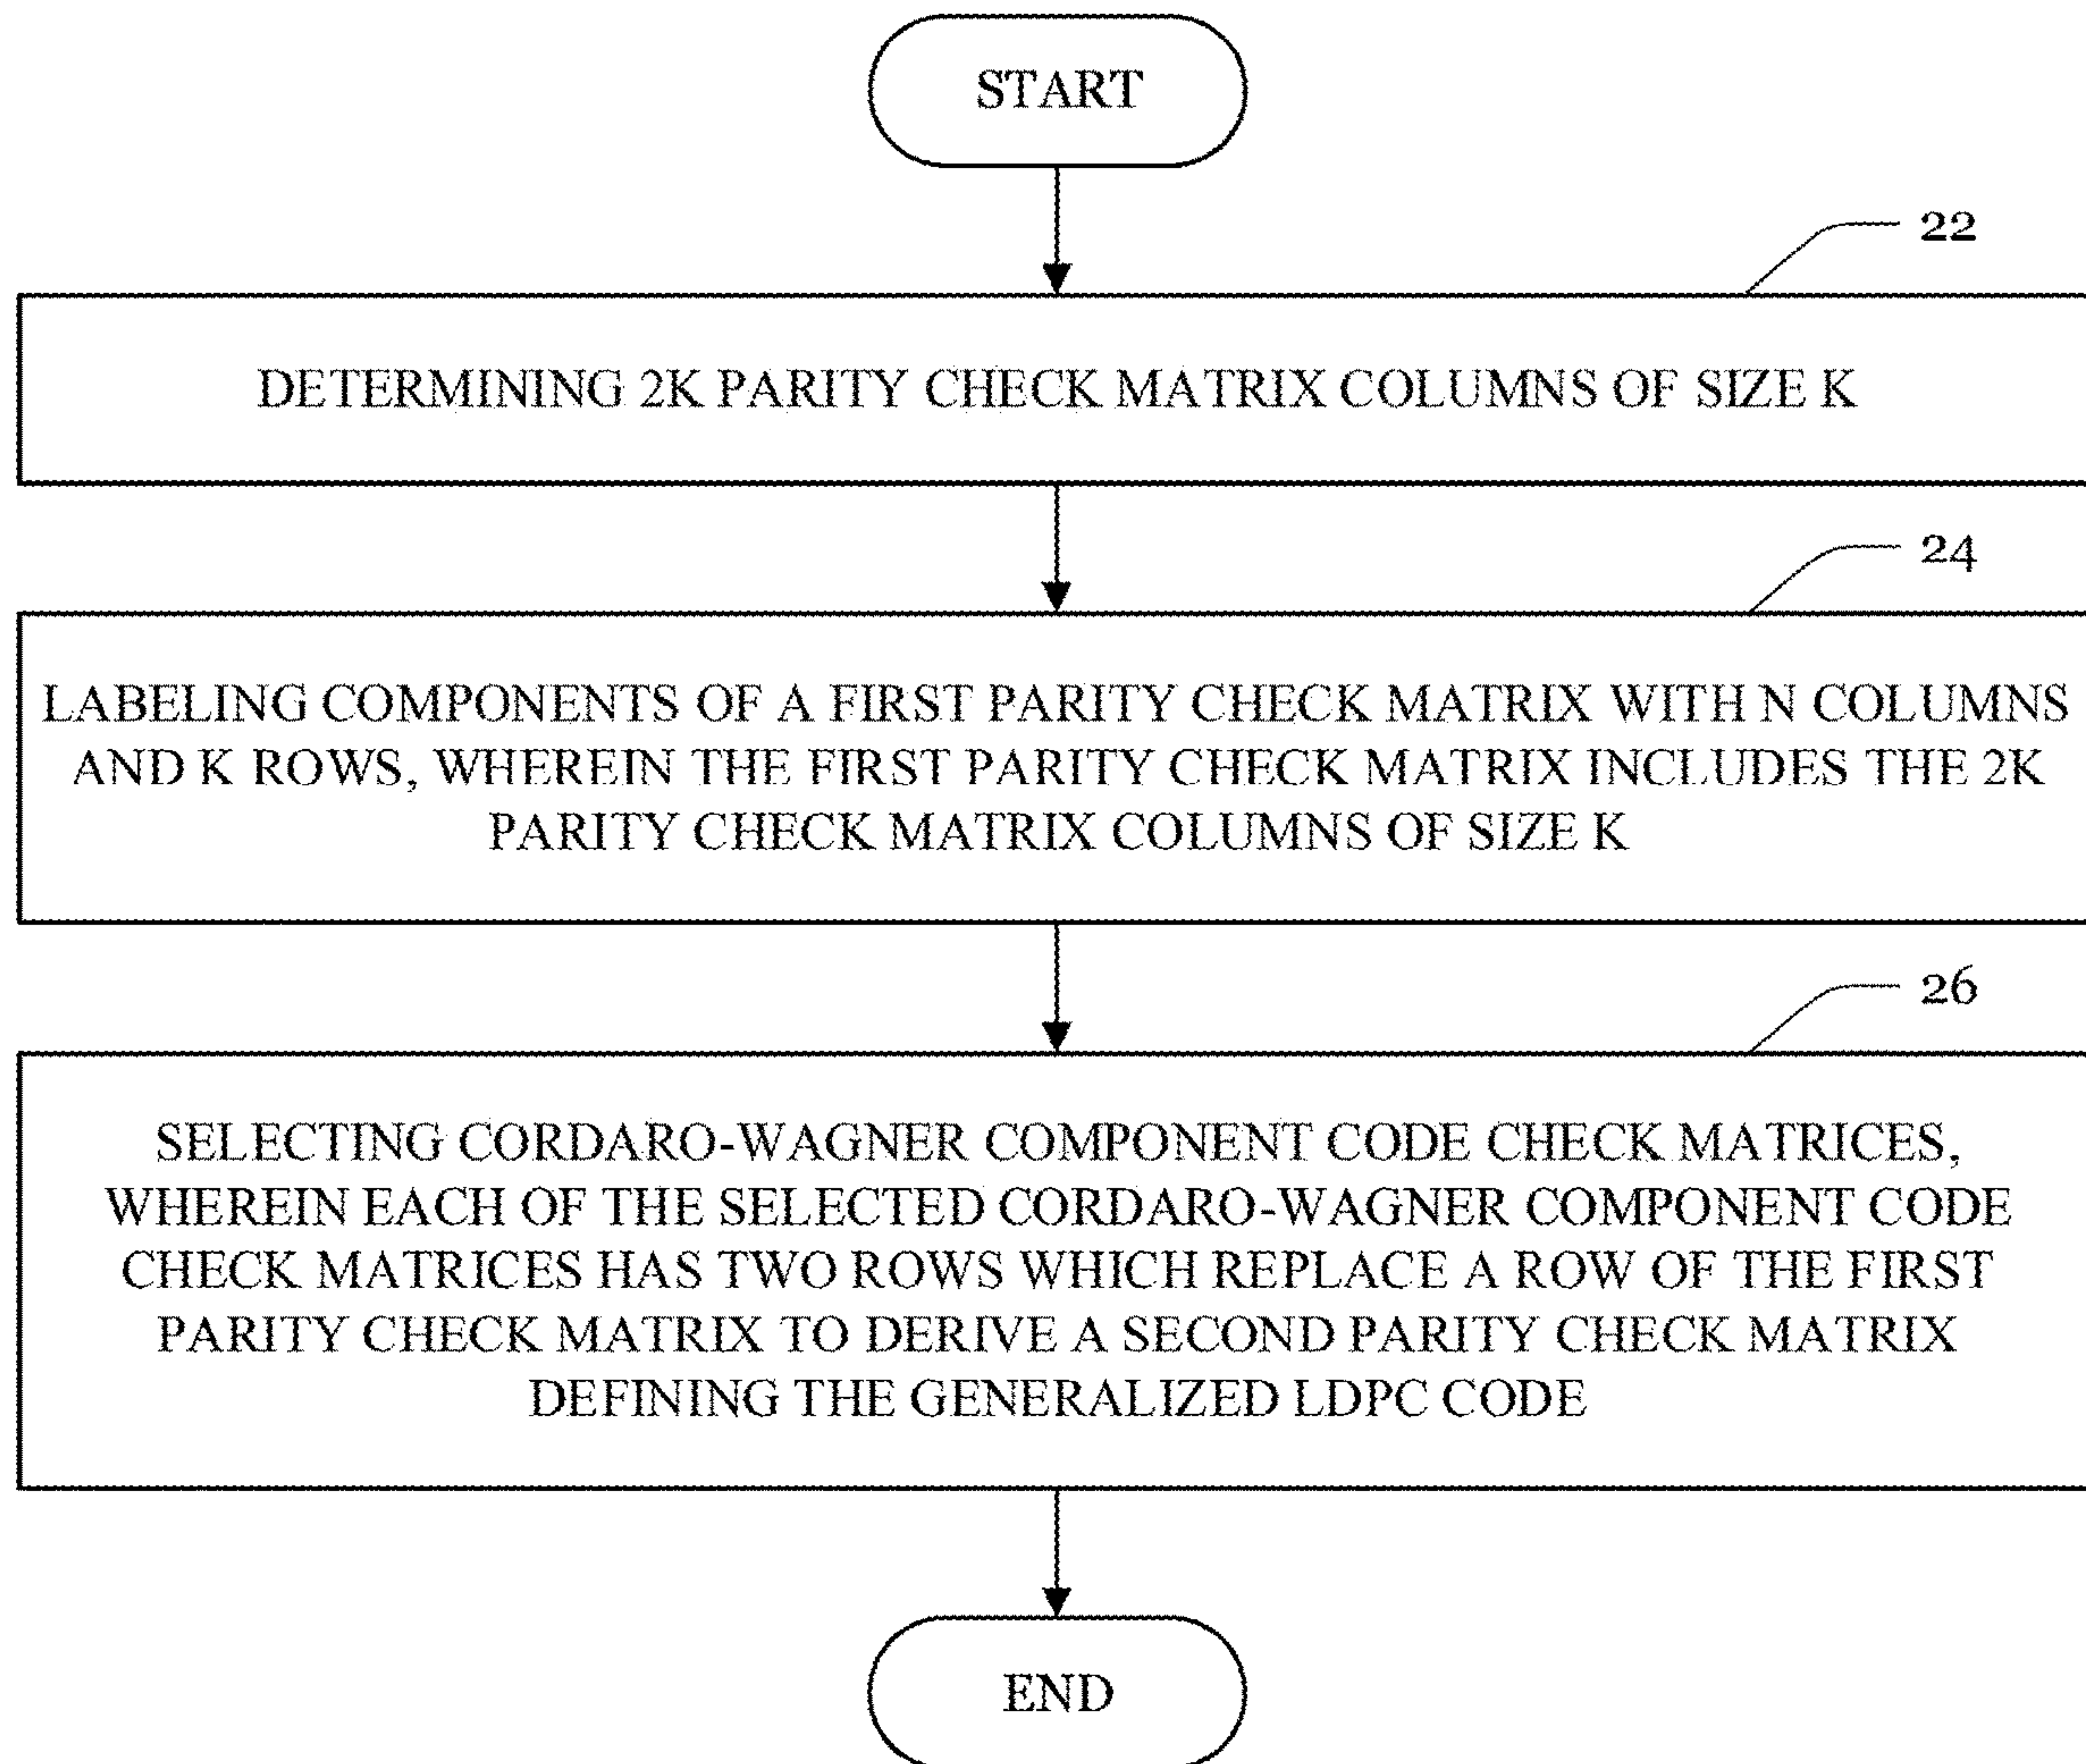 START
22
DETERMINING 2K PARITY CHECK MATRIX COLUMNS OF SIZE K
24
LABELING COMPONENTS OF A FIRST PARITY CHECK MATRIX WITH N COLUMNS
AND K ROWS, WHEREIN THE FIRST PARITY CHECK MATRIX INCLUDES THE 2K
PARITY CHECK MATRIX COLUMNS OF SIZE K
26
SELECTING CORDARO-WAGNER COMPONENT CODE CHECK MATRICES,
WHEREIN EACH OF THE SELECTED CORDARO-WAGNER COMPONENT CODE
CHECK MATRICES HAS TWO ROWS WHICH REPLACE A ROW OF THE FIRST
PARITY CHECK MATRIX TO DERIVE A SECOND PARITY CHECK MATRIX
DEFINING THE GENERALIZED LDPC CODE
END